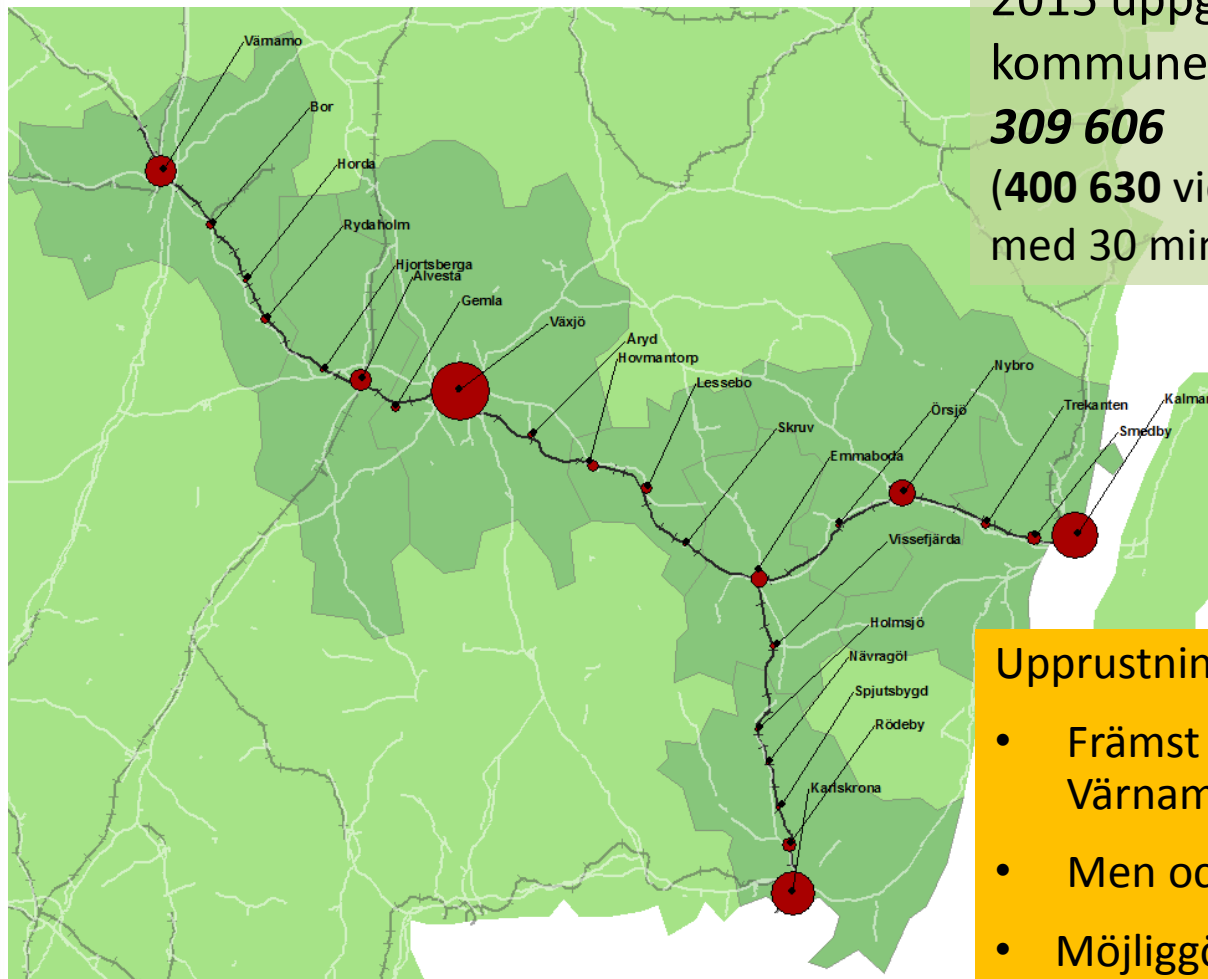 2015 uppg
kommune
309 606
(400 630 vid
med 30 min
Värnamo
Bor
Horda
Rydaholm
Hjortsberga
Alvesta
Gemla
Växjö
Åryd
Hovmantorp
Lessebo
Skruv
Emmaboda
Örsjö
Nybro
Trekanten
Kalmar
Smedby
Vissefjärda
Holmsjö
Nävragöl
Spjutsbygd
Rödeby
Karlskrona
Upprustnin
• Främst
Värnam
• Men oc
• Möjliggö